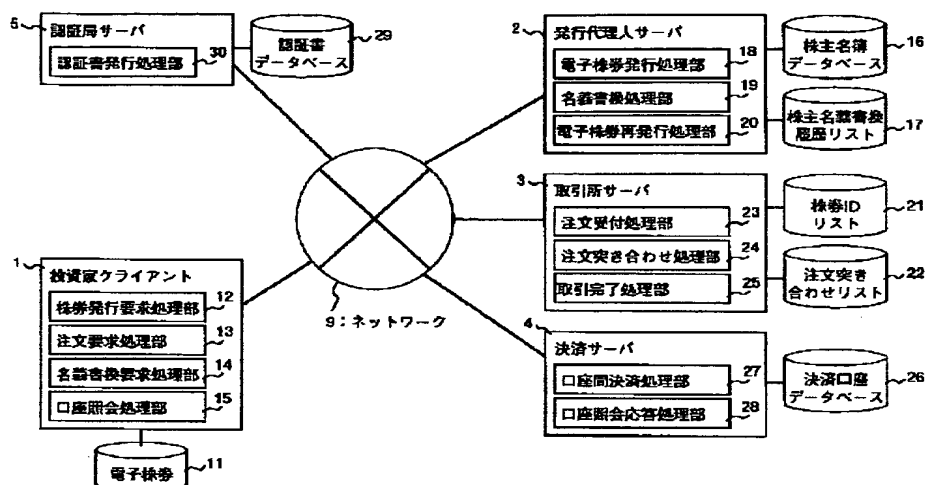 5
認証局サーバ
30
認証書発行処理部
認証書
データベース
29
2
発行代理人サーバ
18
電子株券発行処理部
19
名義書換処理部
20
電子株券再発行処理部
株主名簿
データベース
16
株主名義書換
履歴リスト
17
3
取引所サーバ
23
注文受付処理部
24
注文突き合わせ処理部
25
取引完了処理部
株券ID
リスト
21
注文突き
合わせリスト
22
1
投資家クライアント
12
株券発行要求処理部
13
注文要求処理部
14
名義書換要求処理部
15
口座照会処理部
電子株券
11
9：ネットワーク
4
決済サーバ
27
口座間決済処理部
28
口座照会応答処理部
決済口座
データベース
26